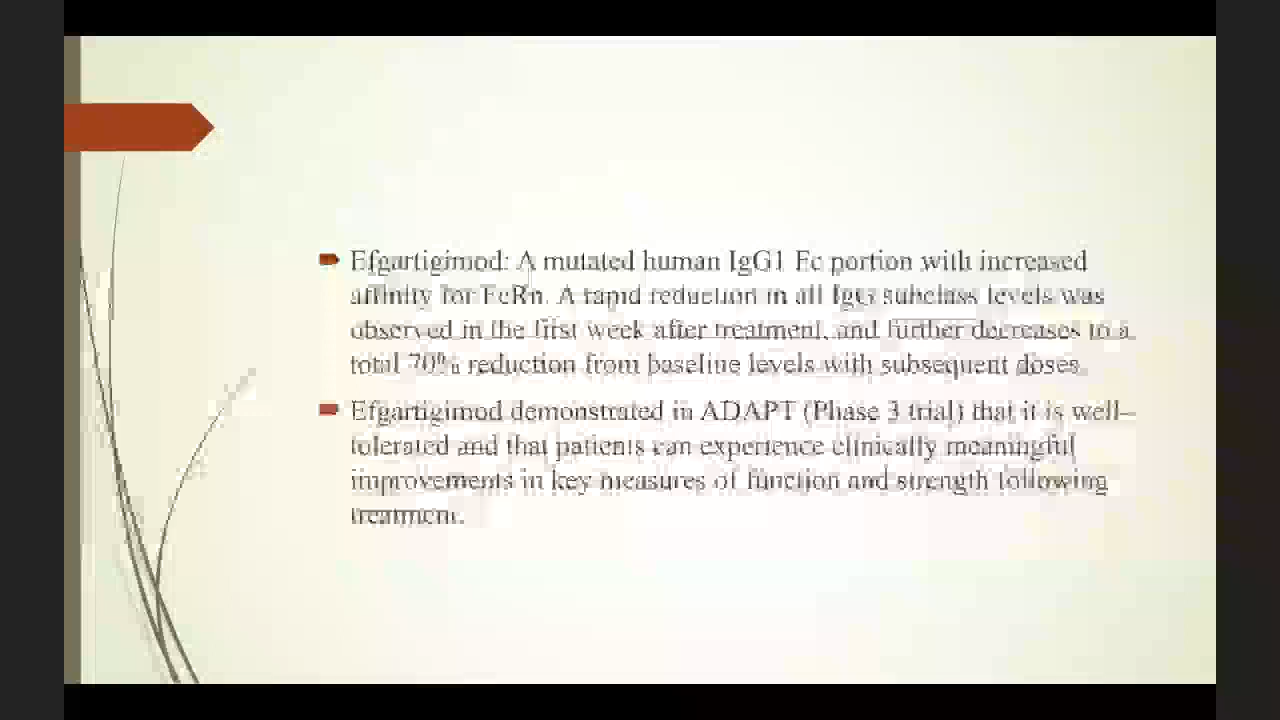 Efgartigimod: A mutated human IgG1 Fc portion with increased
affinity for FcRn. A rapid reduction in all IgG subclass levels was
observed in the first week after treatment, and further decreases to a
total 70% reduction from baseline levels with subsequent doses.
Efgartigimod demonstrated in ADAPT (Phase 3 trial) that it is well-
tolerated and that patients can experience clinically meaningful
improvements in key measures of function and strength following
treatment.